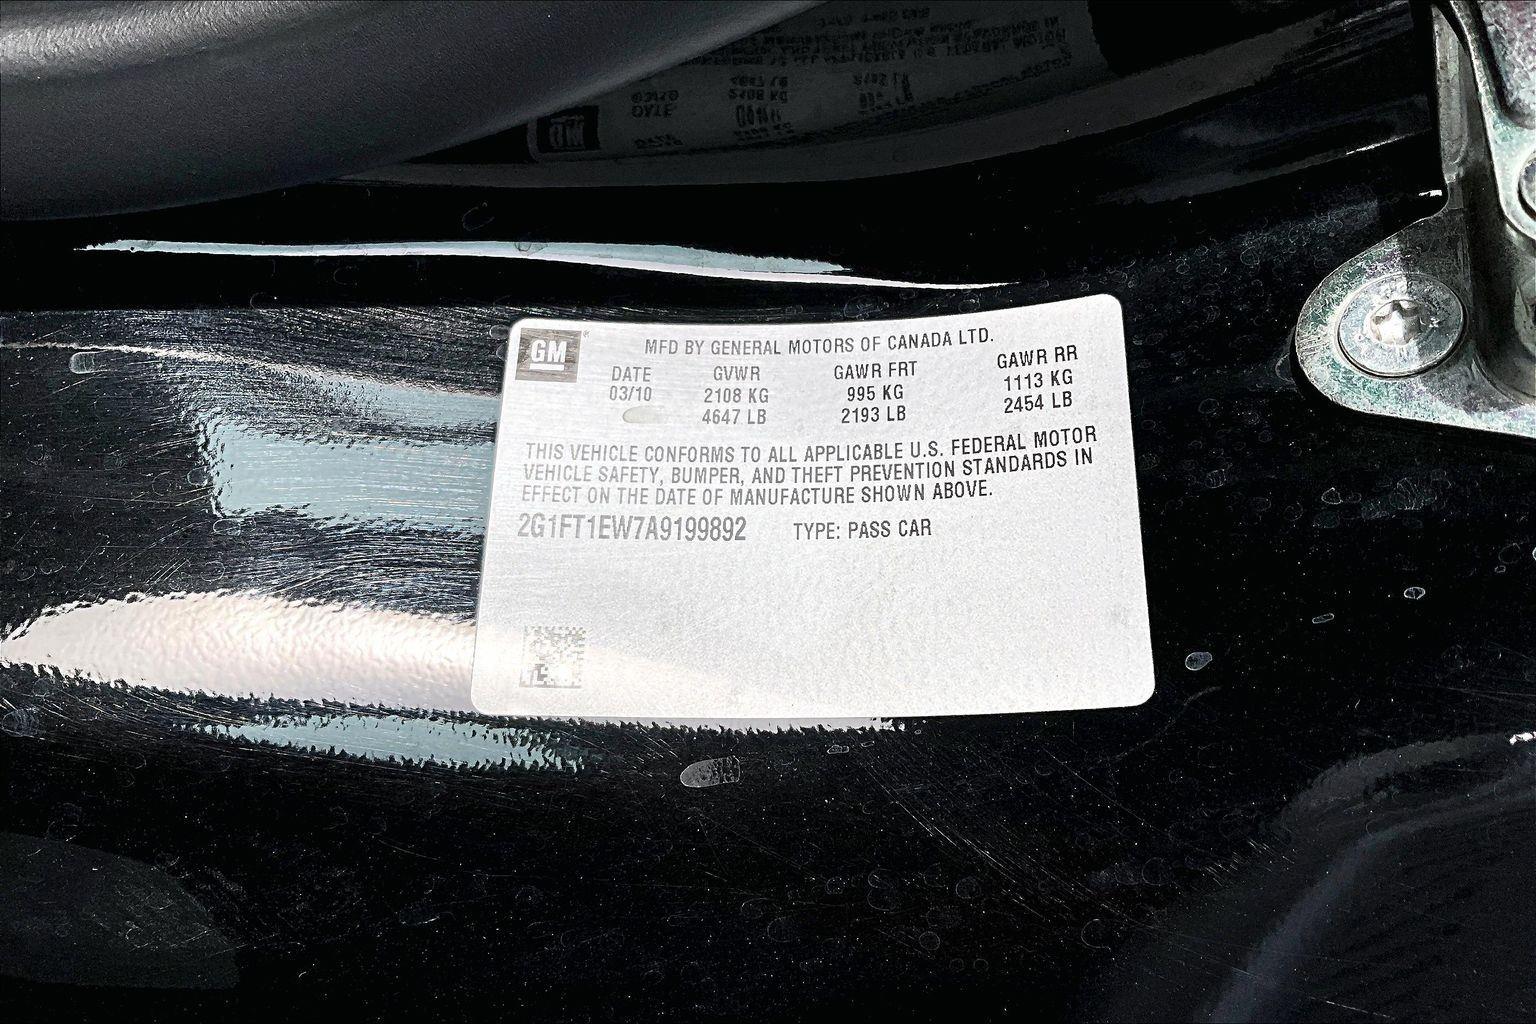 GM
MFD BY GENERAL MOTORS OF CANADA LTD.
DATE GVWR GAWR FRT GAWR RR
03/10 2108 KG 995 KG 1113 KG
4647 LB 2193 LB 2454 LB
THIS VEHICLE CONFORMS TO ALL APPLICABLE U.S. FEDERAL MOTOR
VEHICLE SAFETY, BUMPER, AND THEFT PREVENTION STANDARDS IN
EFFECT ON THE DATE OF MANUFACTURE SHOWN ABOVE.
2G1FT1EW7A9199892 TYPE: PASS CAR